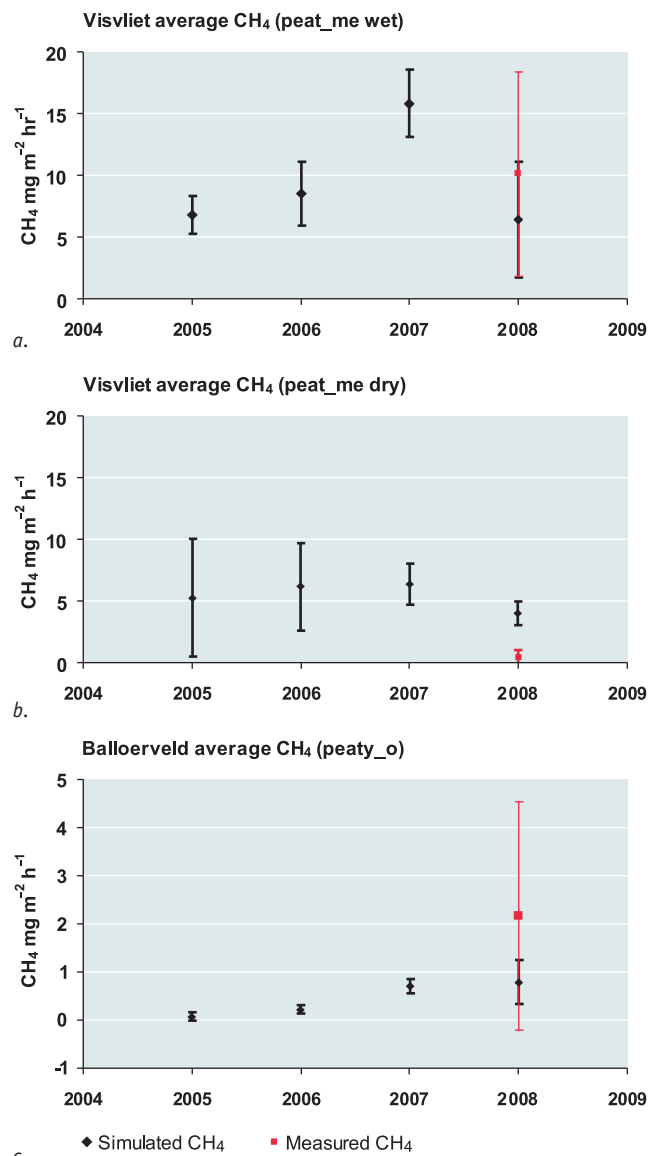 Visvliet average CH₄ (peat_me wet)
CH₄ mg m⁻² hr⁻¹
20
15
10
5
0
2004 2005 2006 2007 2008 2009
a.
Visvliet average CH₄ (peat_me dry)
CH₄ mg m⁻² h⁻¹
20
15
10
5
0
2004 2005 2006 2007 2008 2009
b.
Balloerveld average CH₄ (peaty_o)
CH₄ mg m⁻² h⁻¹
5
4
3
2
1
0
-1
2004 2005 2006 2007 2008 2009
Simulated CH₄ Measured CH₄